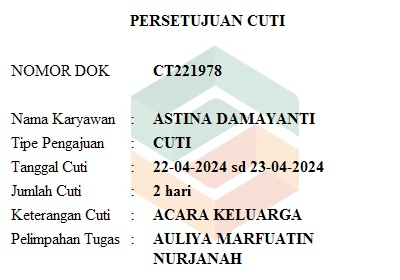 PERSETUJUAN CUTI
NOMOR DOK CT221978
Nama Karyawan : ASTINA DAMAYANTI
Tipe Pengajuan : CUTI
Tanggal Cuti : 22-04-2024 sd 23-04-2024
Jumlah Cuti : 2 hari
Keterangan Cuti : ACARA KELUARGA
Pelimpahan Tugas : AULIYA MARFUATIN
NURJANAH